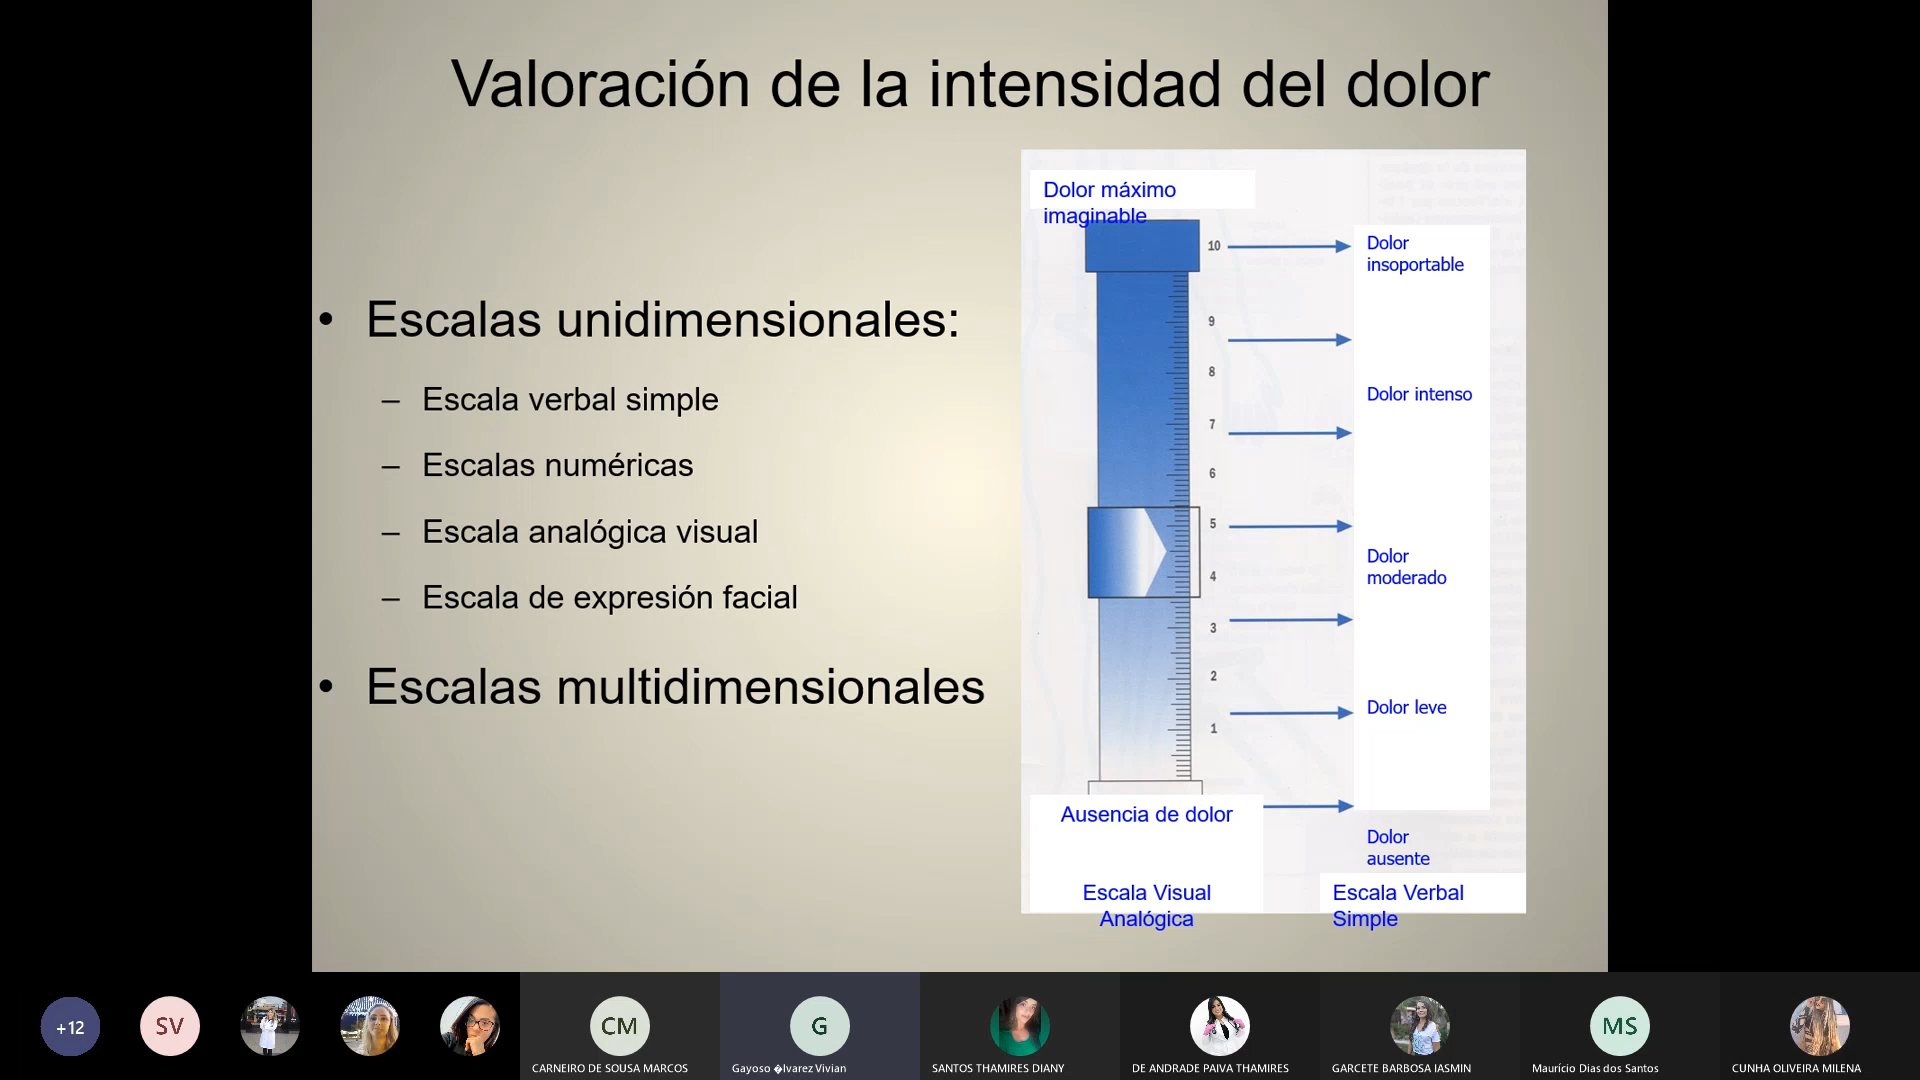 Valoración de la intensidad del dolor
• Escalas unidimensionales:
– Escala verbal simple
– Escalas numéricas
– Escala analógica visual
– Escala de expresión facial
• Escalas multidimensionales
Dolor máximo
imaginable
10
9
8
7
6
5
4
3
2
1
Ausencia de dolor
Escala Visual
Analógica
Dolor
insoportable
Dolor intenso
Dolor
moderado
Dolor leve
Dolor
ausente
Escala Verbal
Simple
+12
SV
CM
CARNEIRO DE SOUSA MARCOS
G
Gayoso �lvarez Vivian
SANTOS THAMIRES DIANY
DE ANDRADE PAIVA THAMIRES
GARCETE BARBOSA IASMIN
MS
Maurício Dias dos Santos
CUNHA OLIVEIRA MILENA